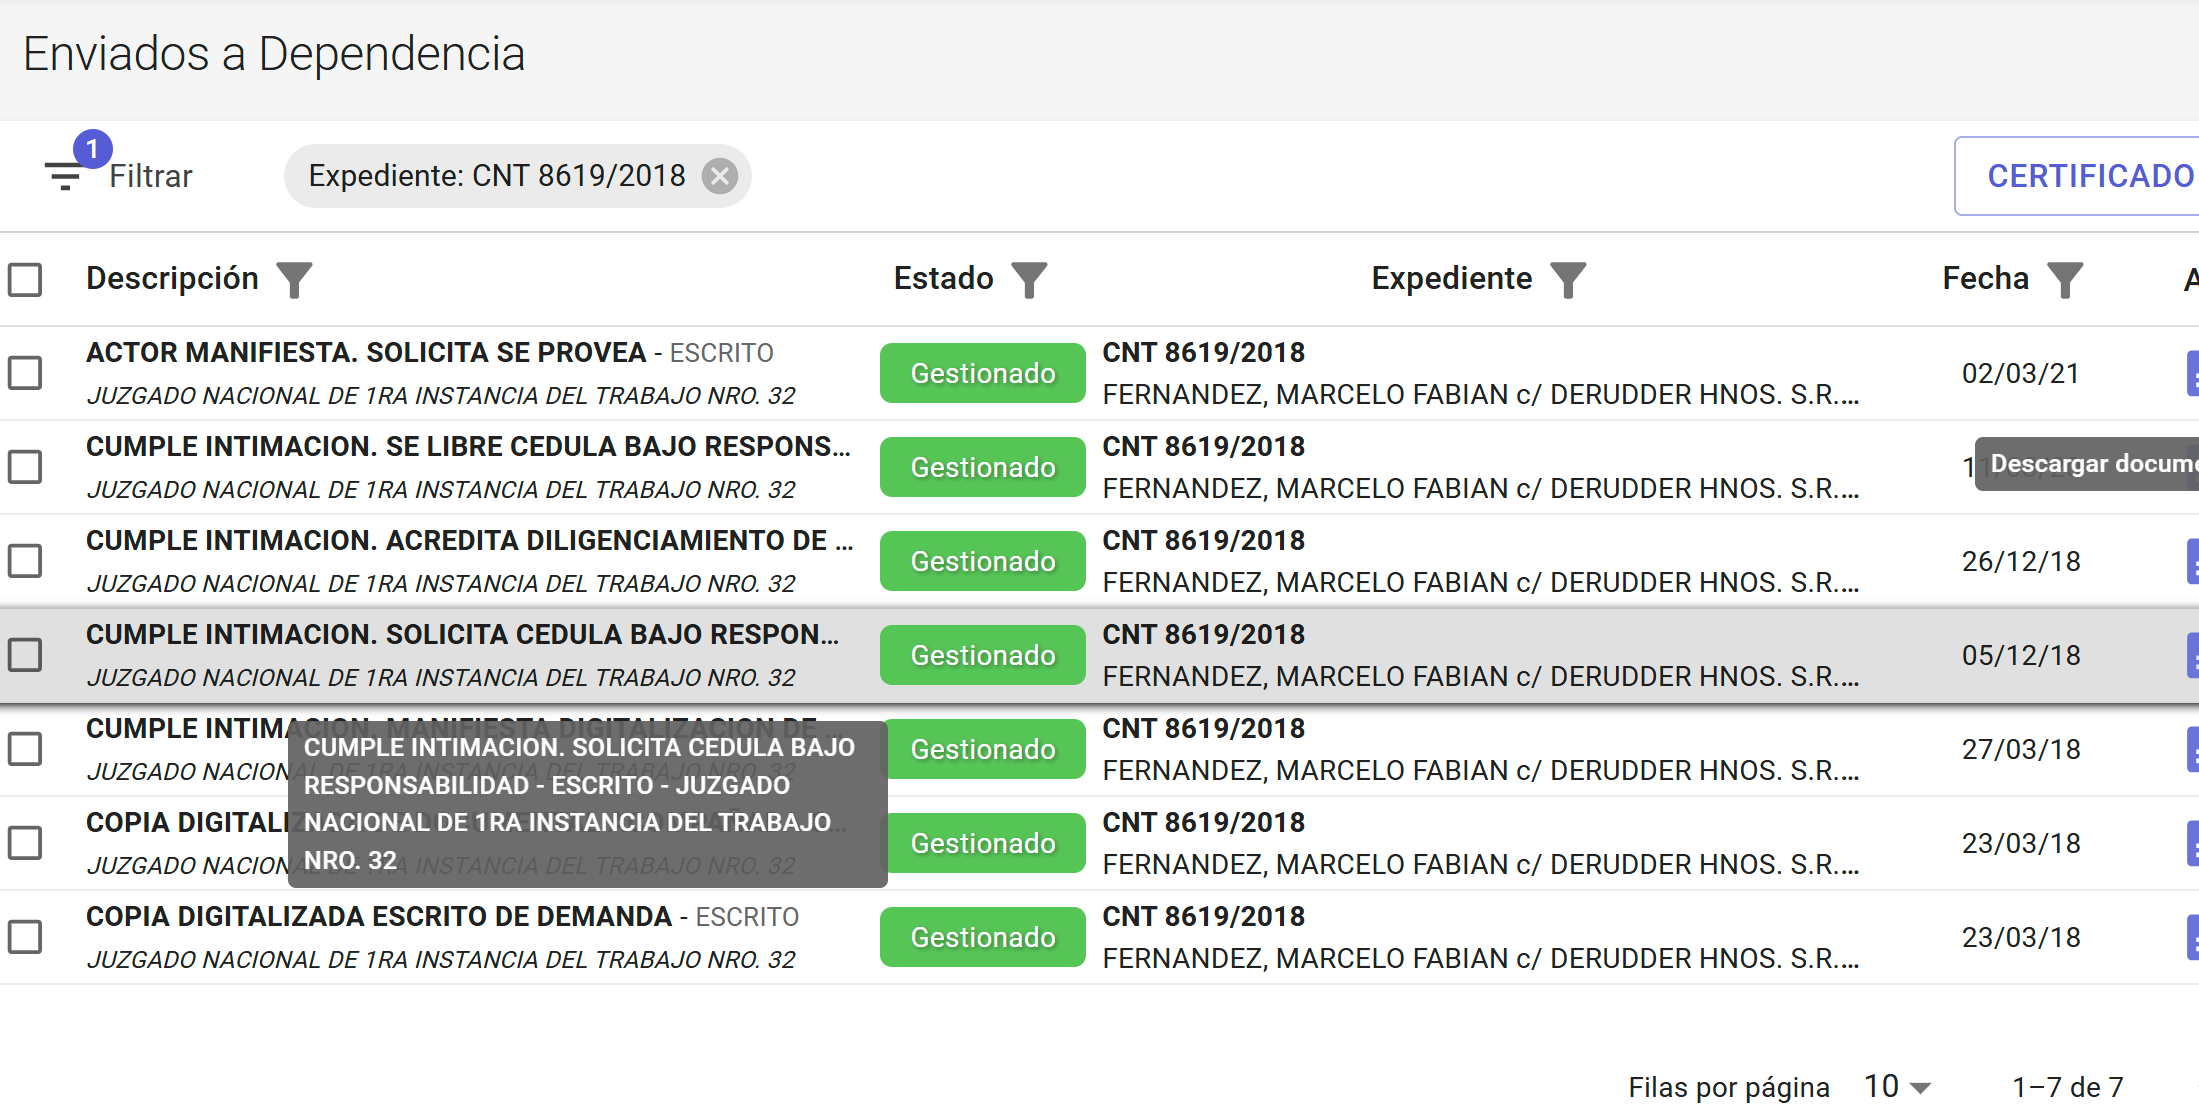 Enviados a Dependencia
1
Filtrar
Expediente: CNT 8619/2018
CERTIFICADO
Descripción
Estado
Expediente
Fecha
ACTOR MANIFIESTA. SOLICITA SE PROVEA - ESCRITO
JUZGADO NACIONAL DE 1RA INSTANCIA DEL TRABAJO NRO. 32
Gestionado
CNT 8619/2018
FERNANDEZ, MARCELO FABIAN c/ DERUDDER HNOS. S.R....
02/03/21
CUMPLE INTIMACION. SE LIBRE CEDULA BAJO RESPONS...
JUZGADO NACIONAL DE 1RA INSTANCIA DEL TRABAJO NRO. 32
Gestionado
CNT 8619/2018
FERNANDEZ, MARCELO FABIAN c/ DERUDDER HNOS. S.R....
Descargar docume
CUMPLE INTIMACION. ACREDITA DILIGENCIAMIENTO DE ...
JUZGADO NACIONAL DE 1RA INSTANCIA DEL TRABAJO NRO. 32
Gestionado
CNT 8619/2018
FERNANDEZ, MARCELO FABIAN c/ DERUDDER HNOS. S.R....
26/12/18
CUMPLE INTIMACION. SOLICITA CEDULA BAJO RESPON...
JUZGADO NACIONAL DE 1RA INSTANCIA DEL TRABAJO NRO. 32
Gestionado
CNT 8619/2018
FERNANDEZ, MARCELO FABIAN c/ DERUDDER HNOS. S.R....
05/12/18
CUMPLE INTIMACION. MANIFIESTA DIGITALIZACION DE ...
JUZGADO NACION
Gestionado
CNT 8619/2018
FERNANDEZ, MARCELO FABIAN c/ DERUDDER HNOS. S.R....
27/03/18
CUMPLE INTIMACION. SOLICITA CEDULA BAJO
RESPONSABILIDAD - ESCRITO - JUZGADO
NACIONAL DE 1RA INSTANCIA DEL TRABAJO
NRO. 32
COPIA DIGITALIZ
JUZGADO NACION
Gestionado
CNT 8619/2018
FERNANDEZ, MARCELO FABIAN c/ DERUDDER HNOS. S.R....
23/03/18
COPIA DIGITALIZADA ESCRITO DE DEMANDA - ESCRITO
JUZGADO NACIONAL DE 1RA INSTANCIA DEL TRABAJO NRO. 32
Gestionado
CNT 8619/2018
FERNANDEZ, MARCELO FABIAN c/ DERUDDER HNOS. S.R....
23/03/18
Filas por página
10
1–7 de 7